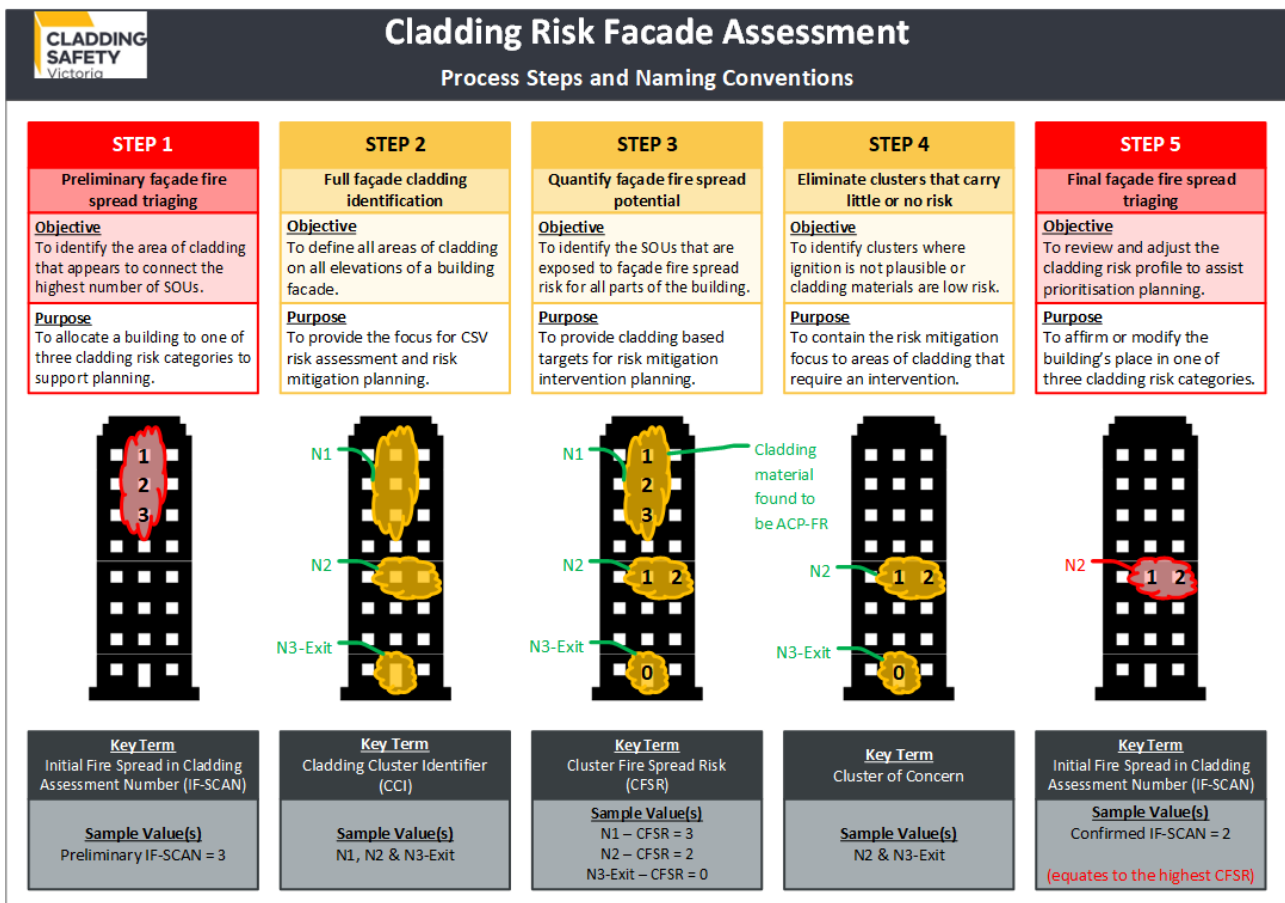 CLADDING
SAFETY
Victoria
Cladding Risk Facade Assessment
Process Steps and Naming Conventions
STEP 1
Preliminary façade fire
spread triaging
Objective
To identify the area of cladding
that appears to connect the
highest number of SOUs.
Purpose
To allocate a building to one of
three cladding risk categories to
support planning.
1
2
3
Key Term
Initial Fire Spread in Cladding
Assessment Number (IF-SCAN)
Sample Value(s)
Preliminary IF-SCAN = 3
STEP 2
Full façade cladding
identification
Objective
To define all areas of cladding
on all elevations of a building
facade.
Purpose
To provide the focus for CSV
risk assessment and risk
mitigation planning.
N1
N2
N3-Exit
Key Term
Cladding Cluster Identifier
(CCI)
Sample Value(s)
N1, N2 & N3-Exit
STEP 3
Quantify façade fire spread
potential
Objective
To identify the SOUs that are
exposed to façade fire spread
risk for all parts of the building.
Purpose
To provide cladding based
targets for risk mitigation
intervention planning.
N1
1
2
3
Cladding
material
found to
be ACP-FR
N2
1 2
N3-Exit
0
Key Term
Cluster Fire Spread Risk
(CFSR)
Sample Value(s)
N1 – CFSR = 3
N2 – CFSR = 2
N3-Exit – CFSR = 0
STEP 4
Eliminate clusters that carry
little or no risk
Objective
To identify clusters where
ignition is not plausible or
cladding materials are low risk.
Purpose
To contain the risk mitigation
focus to areas of cladding that
require an intervention.
N2
1 2
N3-Exit
0
Key Term
Cluster of Concern
Sample Value(s)
N2 & N3-Exit
STEP 5
Final façade fire spread
triaging
Objective
To review and adjust the
cladding risk profile to assist
prioritisation planning.
Purpose
To affirm or modify the
building's place in one of
three cladding risk categories.
N2
1 2
Key Term
Initial Fire Spread in Cladding
Assessment Number (IF-SCAN)
Sample Value(s)
Confirmed IF-SCAN = 2
(equates to the highest CFSR)